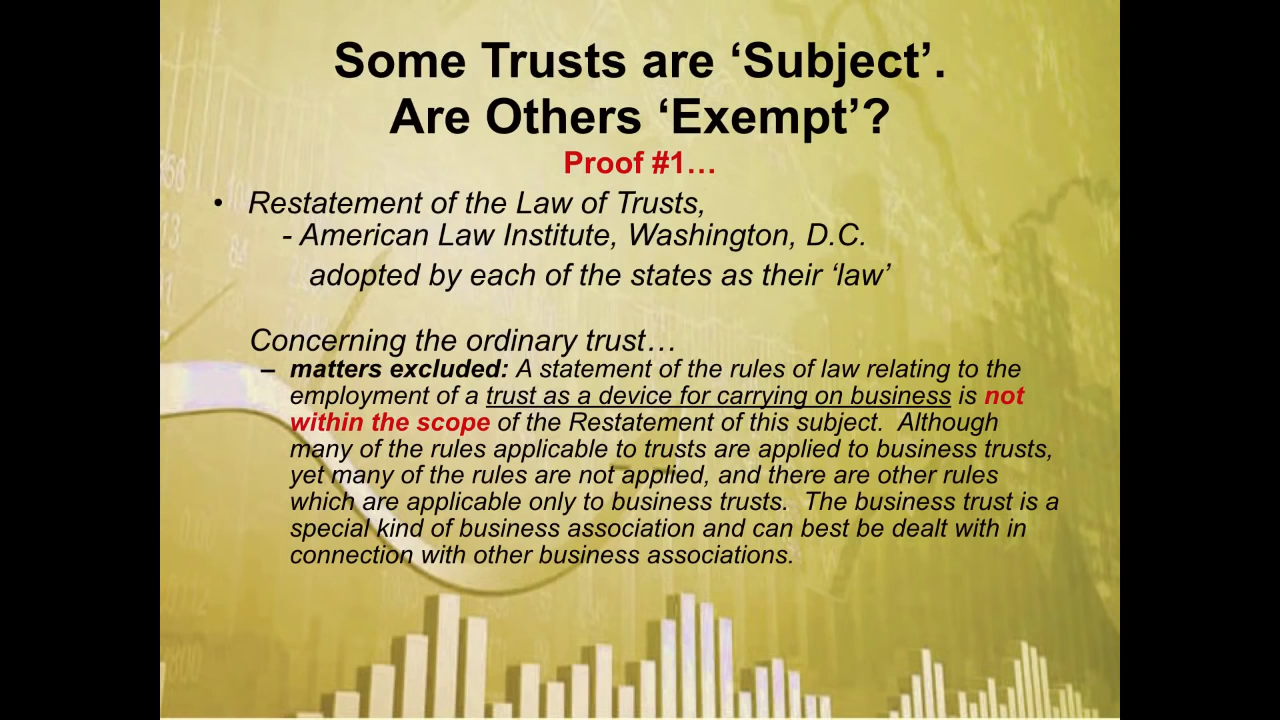 Some Trusts are ‘Subject’.
Are Others ‘Exempt’?
Proof #1…
• Restatement of the Law of Trusts,
- American Law Institute, Washington, D.C.
adopted by each of the states as their ‘law’
Concerning the ordinary trust…
– matters excluded: A statement of the rules of law relating to the
employment of a trust as a device for carrying on business is not
within the scope of the Restatement of this subject. Although
many of the rules applicable to trusts are applied to business trusts,
yet many of the rules are not applied, and there are other rules
which are applicable only to business trusts. The business trust is a
special kind of business association and can best be dealt with in
connection with other business associations.